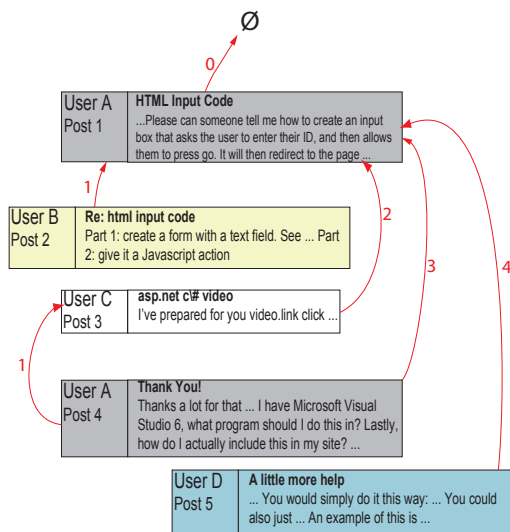 Ø
0
User A
Post 1
HTML Input Code
...Please can someone tell me how to create an input
box that asks the user to enter their ID, and then allows
them to press go. It will then redirect to the page ...
1
2
User B
Post 2
Re: html input code
Part 1: create a form with a text field. See ... Part
2: give it a Javascript action
3
4
User C
Post 3
asp.net c\# video
I've prepared for you video.link click ...
1
User A
Post 4
Thank You!
Thanks a lot for that ... I have Microsoft Visual
Studio 6, what program should I do this in? Lastly,
how do I actually include this in my site? ...
User D
Post 5
A little more help
... You would simply do it this way: ... You could
also just ... An example of this is ...